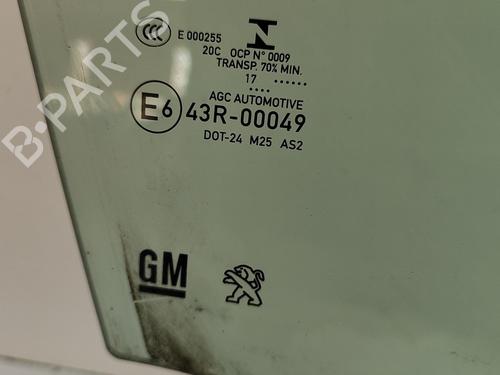 CCC E 000255
20C OCP N° 0009
TRANSP. 70% MIN.
17 ......
....
AGC AUTOMOTIVE
E6 43R-00049
DOT-24 M25 AS2
GM
B-PARTS